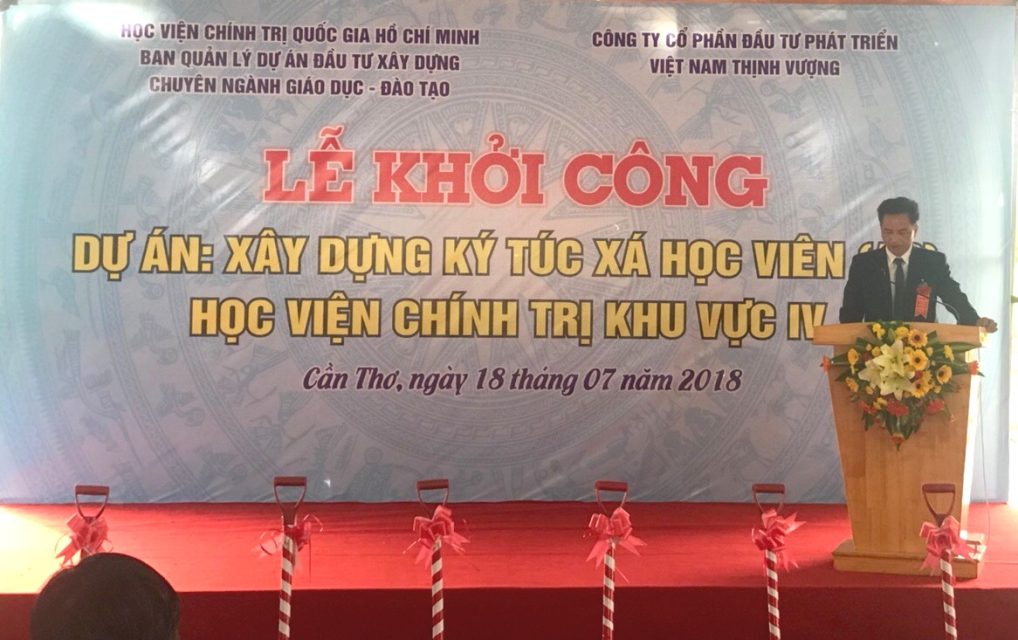 HỌC VIỆN CHÍNH TRỊ QUỐC GIA HỒ CHÍ MINH
BAN QUẢN LÝ DỰ ÁN ĐẦU TƯ XÂY DỰNG
CHUYÊN NGÀNH GIÁO DỤC - ĐÀO TẠO
CÔNG TY CỔ PHẦN ĐẦU TƯ PHÁT TRIỂN
VIỆT NAM THỊNH VƯỢNG
LỄ KHỞI CÔNG
DỰ ÁN: XÂY DỰNG KÝ TÚC XÁ HỌC VIÊN
HỌC VIỆN CHÍNH TRỊ KHU VỰC IV
Cần Thơ, ngày 18 tháng 07 năm 2018